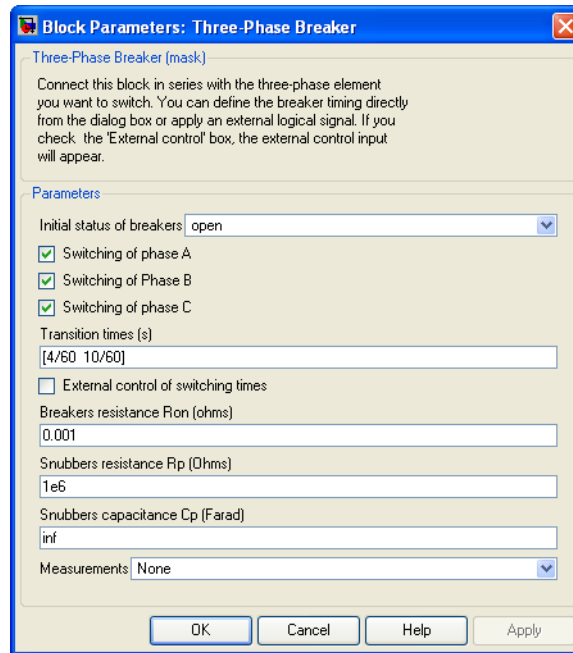 Block Parameters: Three-Phase Breaker
Three-Phase Breaker (mask)
Connect this block in series with the three-phase element
you want to switch. You can define the breaker timing directly
from the dialog box or apply an external logical signal. If you
check the 'External control' box, the external control input
will appear.
Parameters
Initial status of breakers open
Switching of phase A
Switching of Phase B
Switching of phase C
Transition times (s)
[4/60 10/60]
External control of switching times
Breakers resistance Ron (ohms)
0.001
Snubbers resistance Rp (Ohms)
1e6
Snubbers capacitance Cp (Farad)
inf
Measurements None
OK Cancel Help Apply